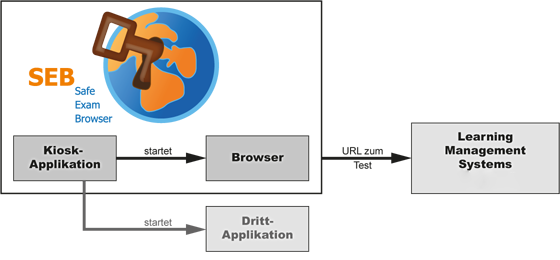 SEB
Safe
Exam
Browser
Kiosk-
Applikation
startet
Browser
URL zum
Test
Learning
Management
Systems
startet
Dritt-
Applikation